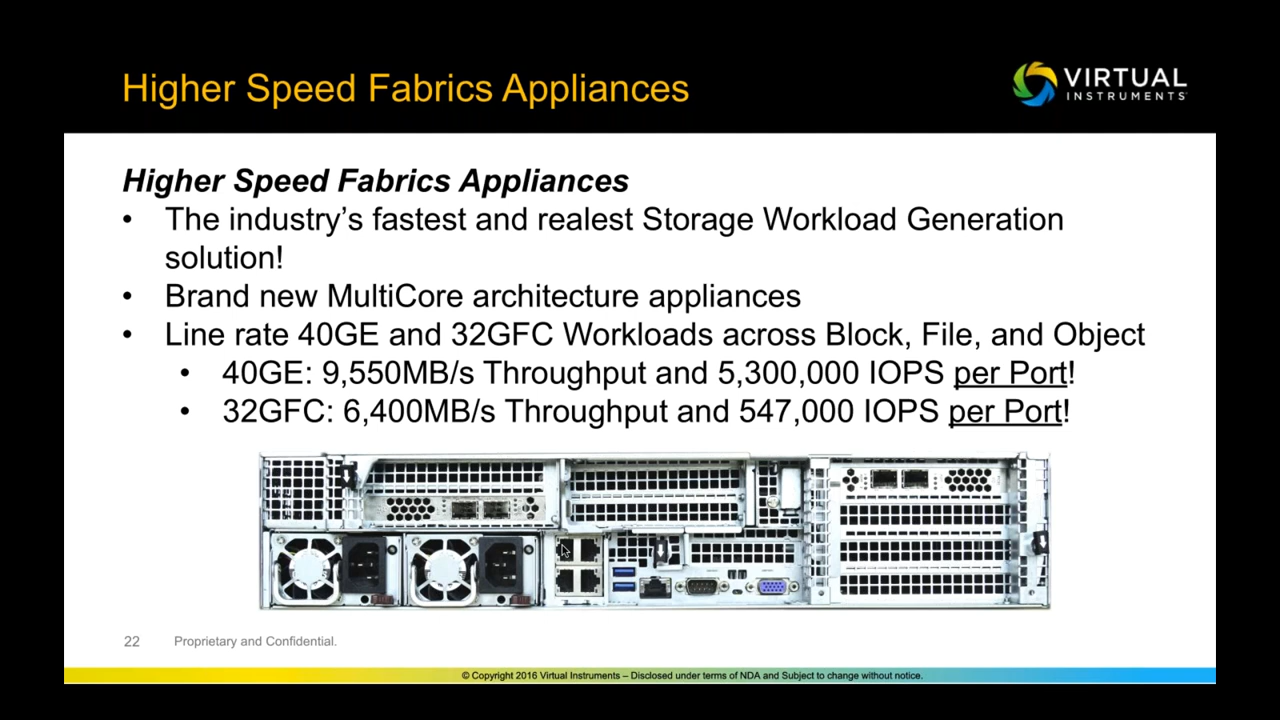 Higher Speed Fabrics Appliances
VIRTUAL
INSTRUMENTS
Higher Speed Fabrics Appliances
• The industry’s fastest and realest Storage Workload Generation
solution!
• Brand new MultiCore architecture appliances
• Line rate 40GE and 32GFC Workloads across Block, File, and Object
• 40GE: 9,550MB/s Throughput and 5,300,000 IOPS per Port!
• 32GFC: 6,400MB/s Throughput and 547,000 IOPS per Port!
22 Proprietary and Confidential.
© Copyright 2016 Virtual Instruments – Disclosed under terms of NDA and Subject to change without notice.